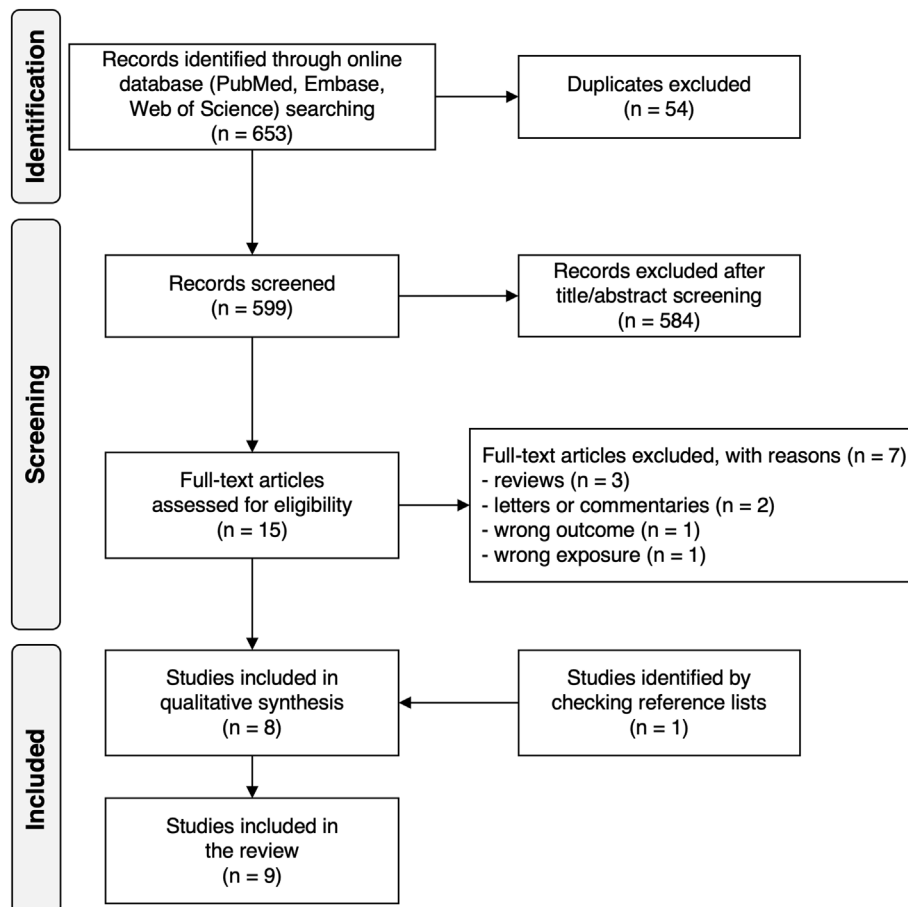 Identification
Records identified through online
database (PubMed, Embase,
Web of Science) searching
(n = 653)
Duplicates excluded
(n = 54)
Screening
Records screened
(n = 599)
Records excluded after
title/abstract screening
(n = 584)
Full-text articles
assessed for eligibility
(n = 15)
Full-text articles excluded, with reasons (n = 7)
- reviews (n = 3)
- letters or commentaries (n = 2)
- wrong outcome (n = 1)
- wrong exposure (n = 1)
Included
Studies included in
qualitative synthesis
(n = 8)
Studies identified by
checking reference lists
(n = 1)
Studies included in
the review
(n = 9)